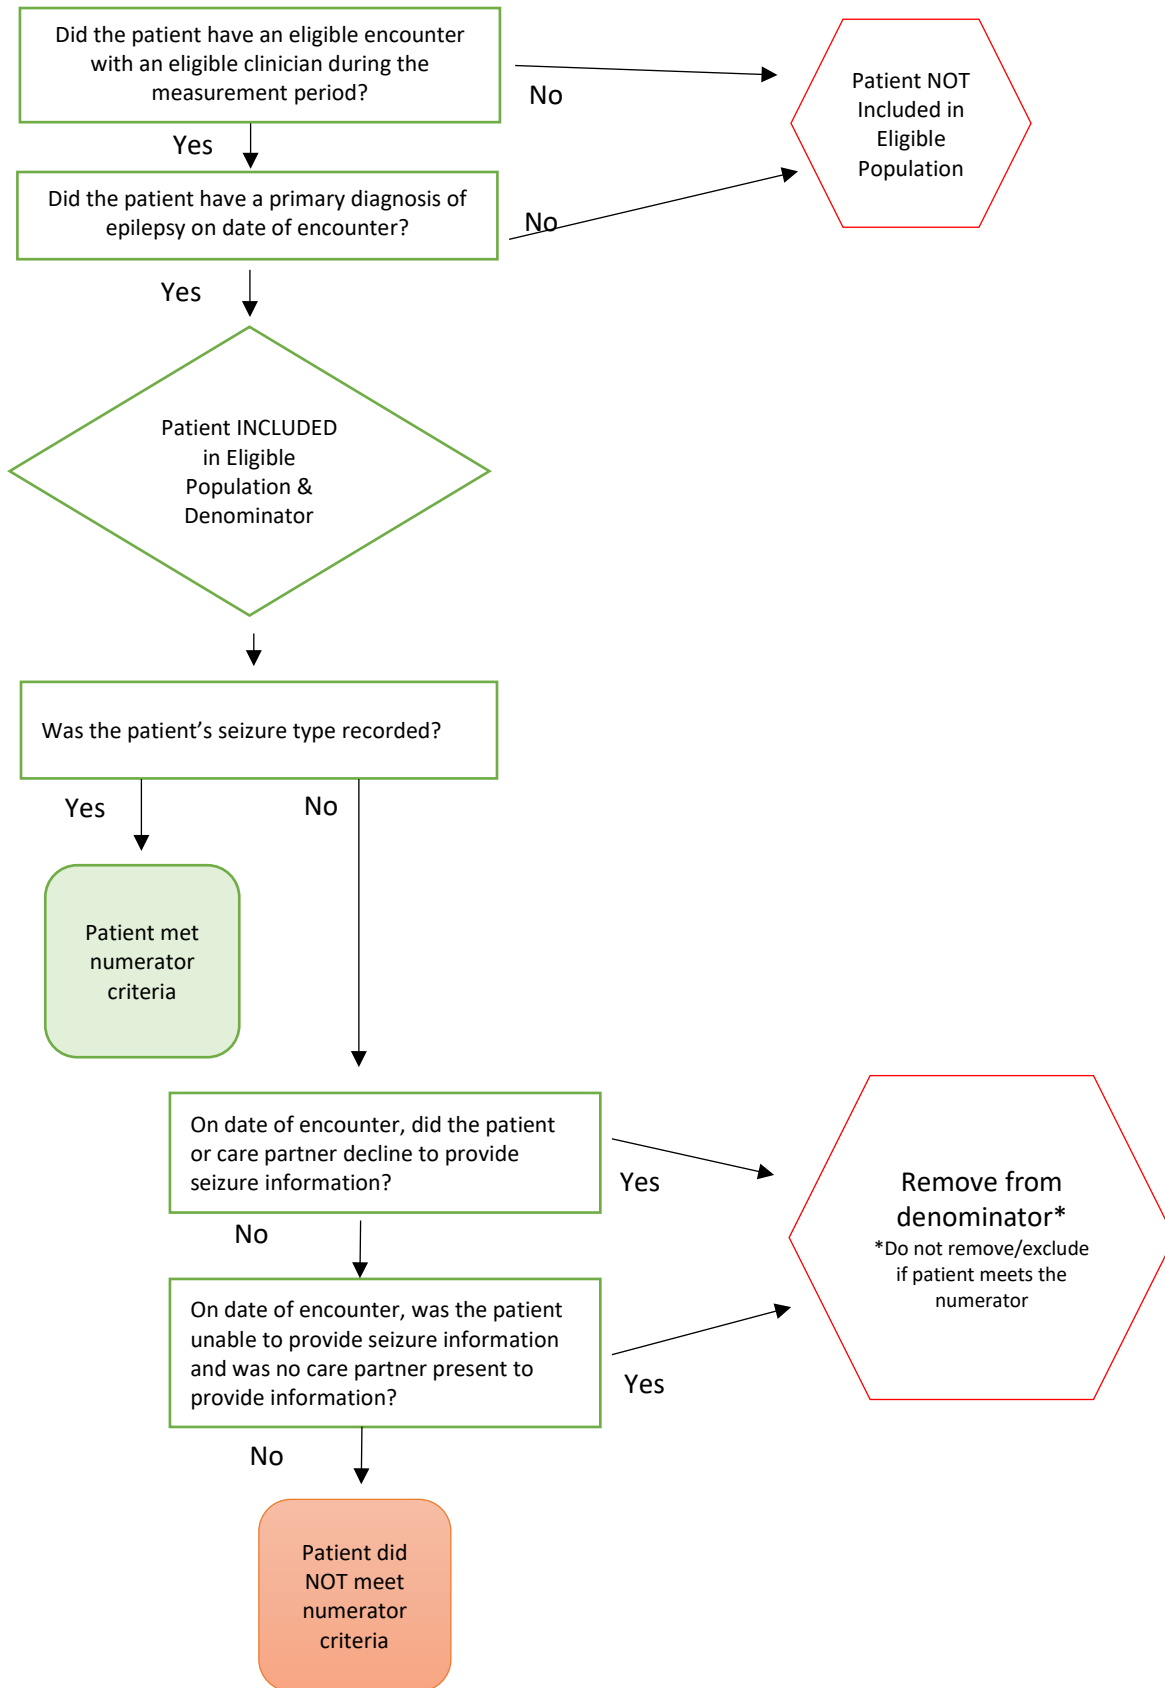 Did the patient have an eligible encounter
with an eligible clinician during the
measurement period?
No
Patient NOT
Included in
Eligible
Population
Yes
Did the patient have a primary diagnosis of
epilepsy on date of encounter?
No
Yes
Patient INCLUDED
in Eligible
Population &
Denominator
Was the patient’s seizure type recorded?
Yes
No
Patient met
numerator
criteria
On date of encounter, did the patient
or care partner decline to provide
seizure information?
Yes
Remove from
denominator*
*Do not remove/exclude
if patient meets the
numerator
No
On date of encounter, was the patient
unable to provide seizure information
and was no care partner present to
provide information?
Yes
No
Patient did
NOT meet
numerator
criteria